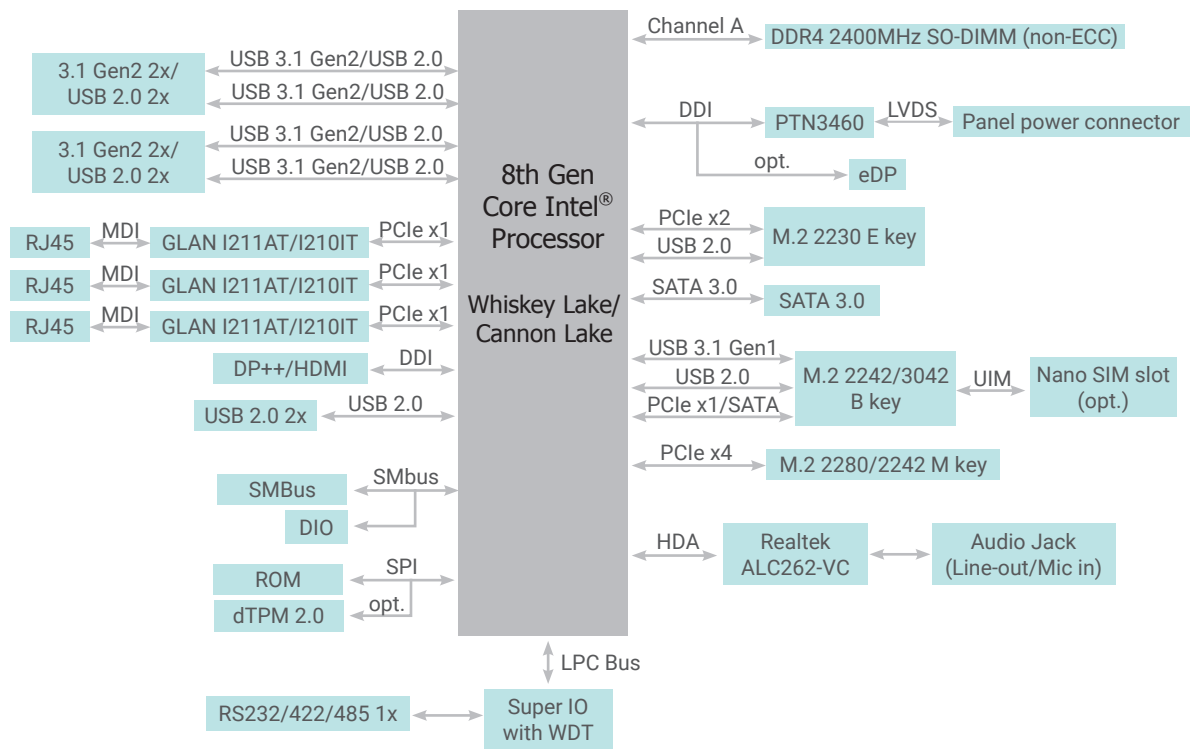 Channel A
DDR4 2400MHz SO-DIMM (non-ECC)
3.1 Gen2 2x/
USB 2.0 2x
USB 3.1 Gen2/USB 2.0
USB 3.1 Gen2/USB 2.0
3.1 Gen2 2x/
USB 2.0 2x
USB 3.1 Gen2/USB 2.0
USB 3.1 Gen2/USB 2.0
DDI
PTN3460
LVDS
Panel power connector
opt.
eDP
8th Gen
Core Intel®
Processor
Whiskey Lake/
Cannon Lake
RJ45
MDI
GLAN I211AT/I210IT
PCIe x1
RJ45
MDI
GLAN I211AT/I210IT
PCIe x1
RJ45
MDI
GLAN I211AT/I210IT
PCIe x1
PCIe x2
USB 2.0
M.2 2230 E key
SATA 3.0
SATA 3.0
DP++/HDMI
DDI
USB 2.0 2x
USB 2.0
USB 3.1 Gen1
USB 2.0
PCIe x1/SATA
M.2 2242/3042
B key
UIM
Nano SIM slot
(opt.)
PCIe x4
M.2 2280/2242 M key
SMBus
SMbus
DIO
HDA
Realtek
ALC262-VC
Audio Jack
(Line-out/Mic in)
ROM
SPI
opt.
dTPM 2.0
LPC Bus
RS232/422/485 1x
Super IO
with WDT